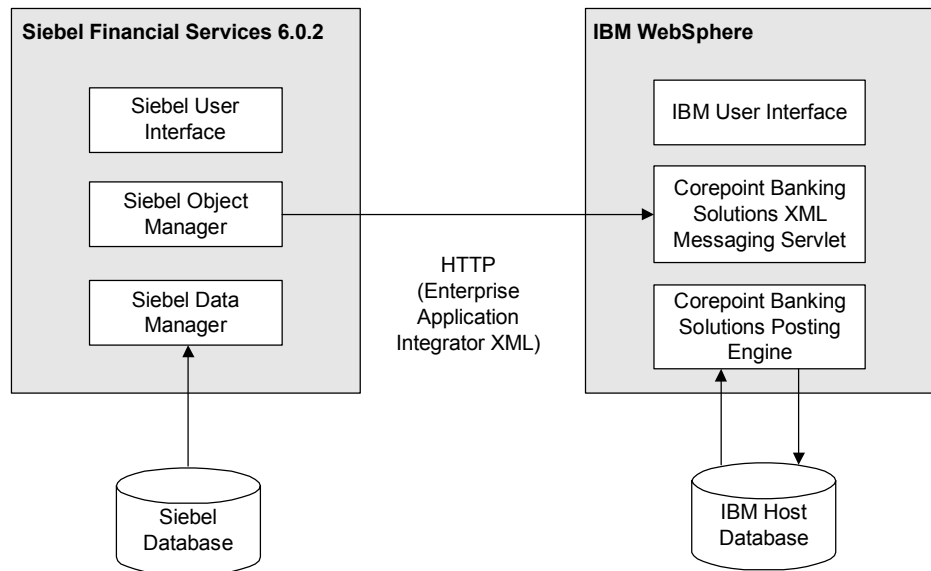 Siebel Financial Services 6.0.2
Siebel User
Interface
Siebel Object
Manager
Siebel Data
Manager
Siebel
Database
HTTP
(Enterprise
Application
Integrator XML)
IBM WebSphere
IBM User Interface
Corepoint Banking
Solutions XML
Messaging Servlet
Corepoint Banking
Solutions Posting
Engine
IBM Host
Database